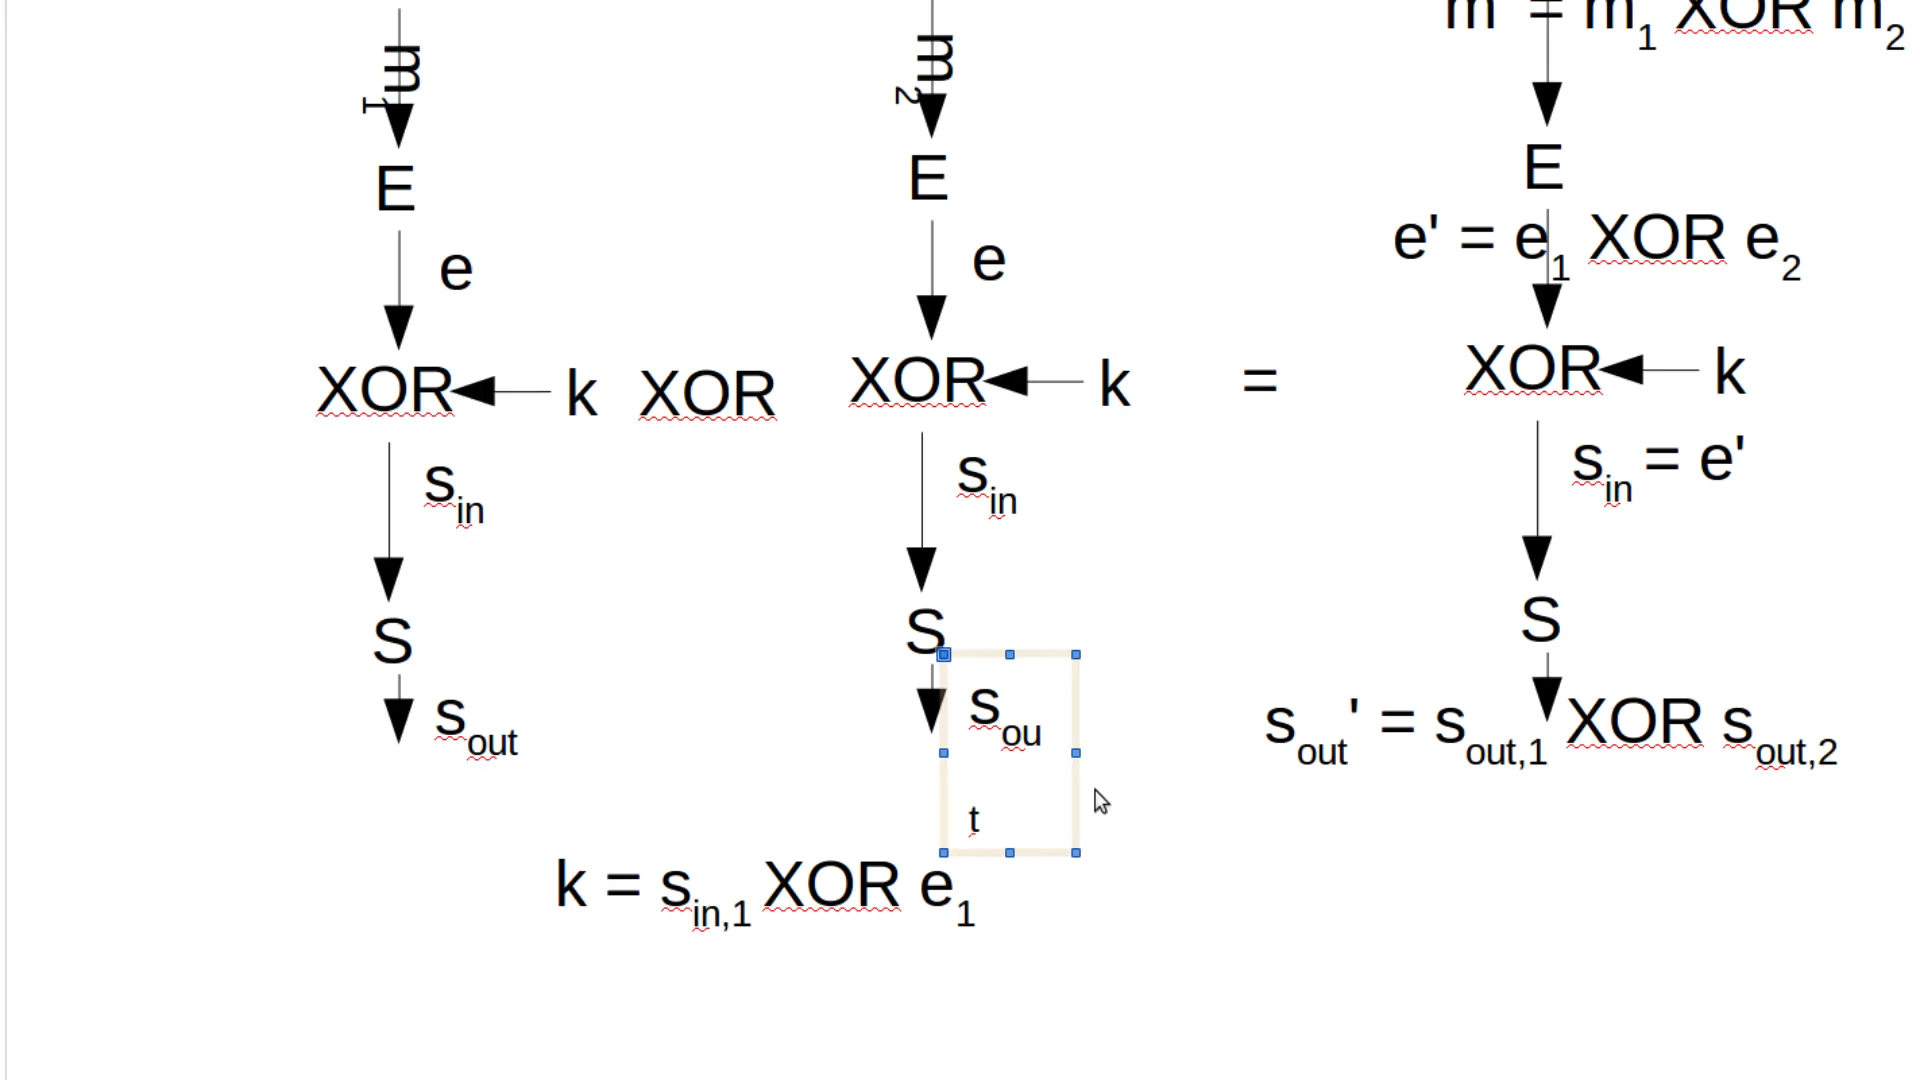 m1
E
e
XOR k
sin
S
sout
XOR
m2
E
e
XOR k
sin
S
sou
t
=
m = m1 XOR m2
E
e' = e1 XOR e2
XOR k
sin = e'
S
sout' = sout,1 XOR sout,2
k = sin,1 XOR e1